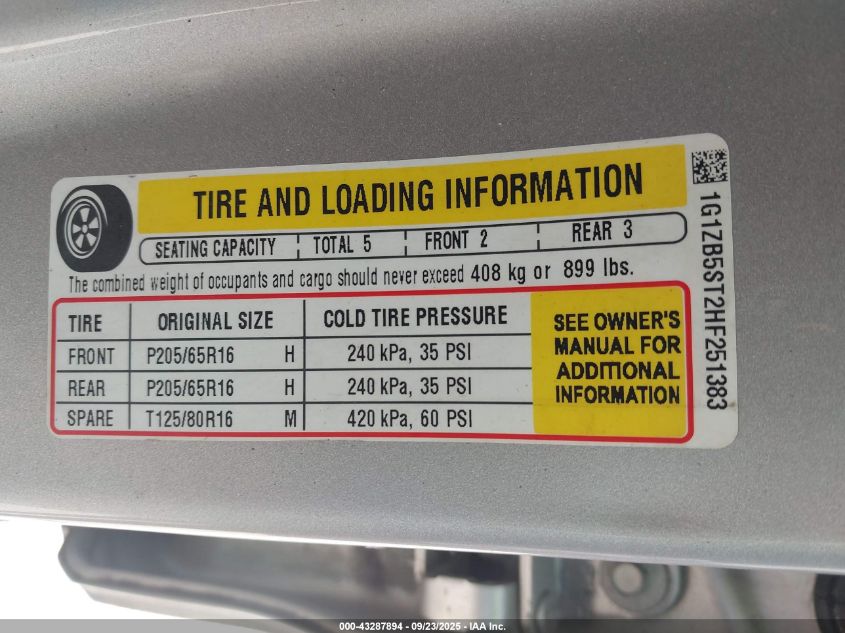 TIRE AND LOADING INFORMATION
SEATING CAPACITY TOTAL 5 FRONT 2 REAR 3
The combined weight of occupants and cargo should never exceed 408 kg or 899 lbs.
TIRE ORIGINAL SIZE COLD TIRE PRESSURE
FRONT P205/65R16 H 240 kPa, 35 PSI
REAR P205/65R16 H 240 kPa, 35 PSI
SPARE T125/80R16 M 420 kPa, 60 PSI
SEE OWNER'S
MANUAL FOR
ADDITIONAL
INFORMATION
1G1ZB5ST2HF251383
000-43287894 - 09/23/2025 - IAA Inc.